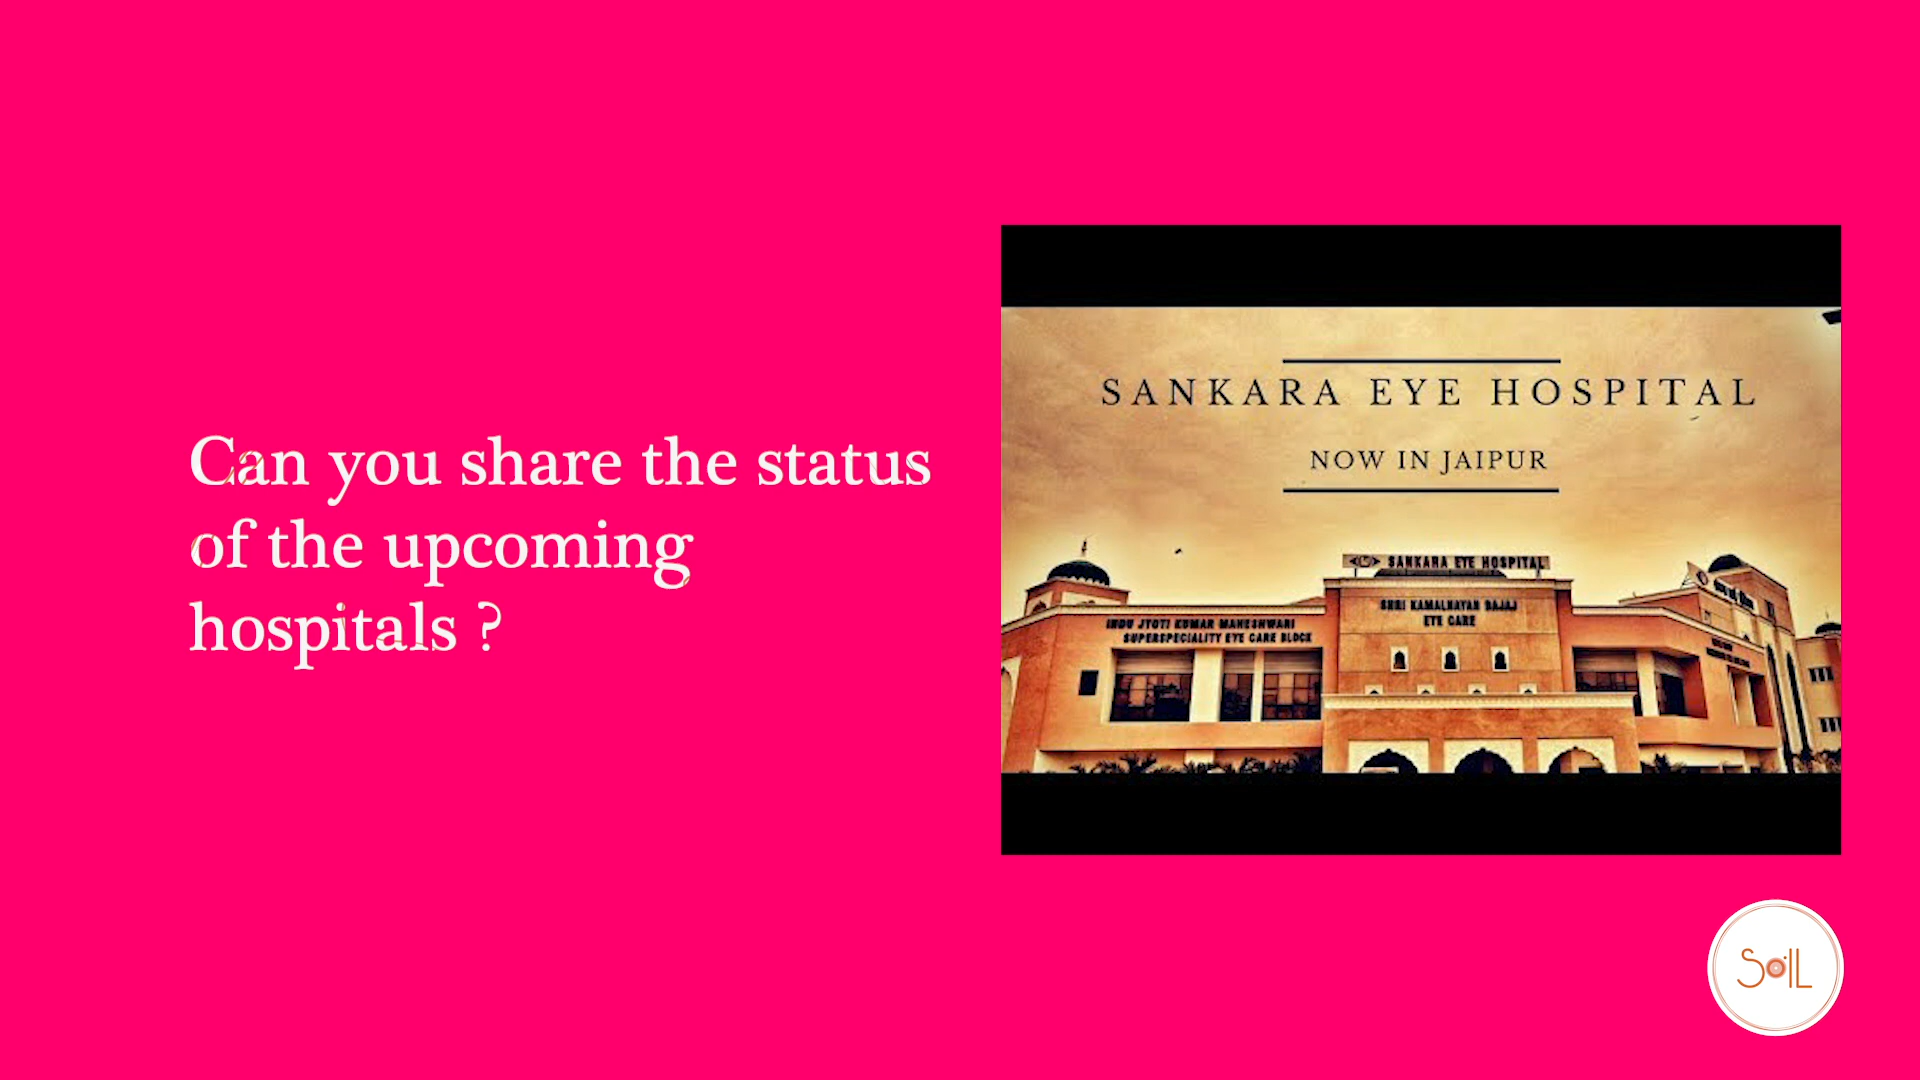 Can you share the status
of the upcoming
hospitals ?
SANKARA EYE HOSPITAL
NOW IN JAIPUR
SANKARA EYE HOSPITAL
SHRI KAMALNAYAN BAJAJ
EYE CARE
INDU JYOTI KUMAR MAHESHWARI
SUPERSPECIALITY EYE CARE BLOCK
SOIL